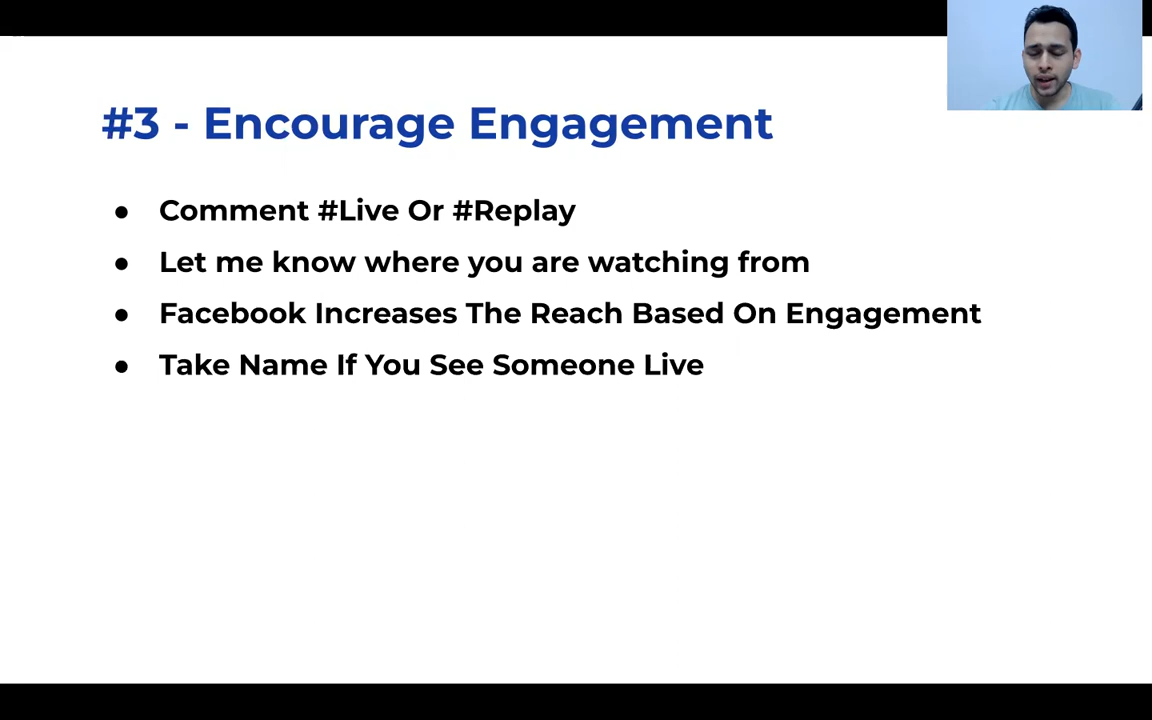 #3 - Encourage Engagement
● Comment #Live Or #Replay
● Let me know where you are watching from
● Facebook Increases The Reach Based On Engagement
● Take Name If You See Someone Live